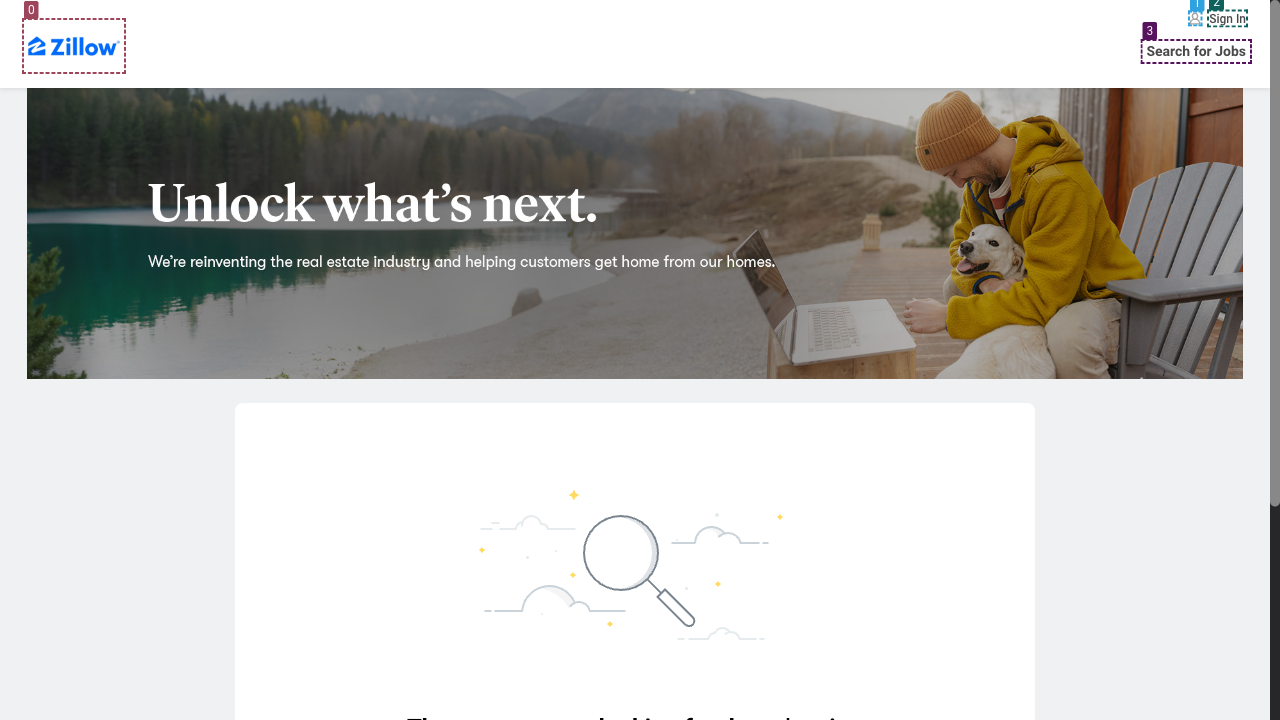 0
1
2
Sign In
3
Zillow
Search for Jobs
Unlock what's next.
We're reinventing the real estate industry and helping customers get home from our homes.